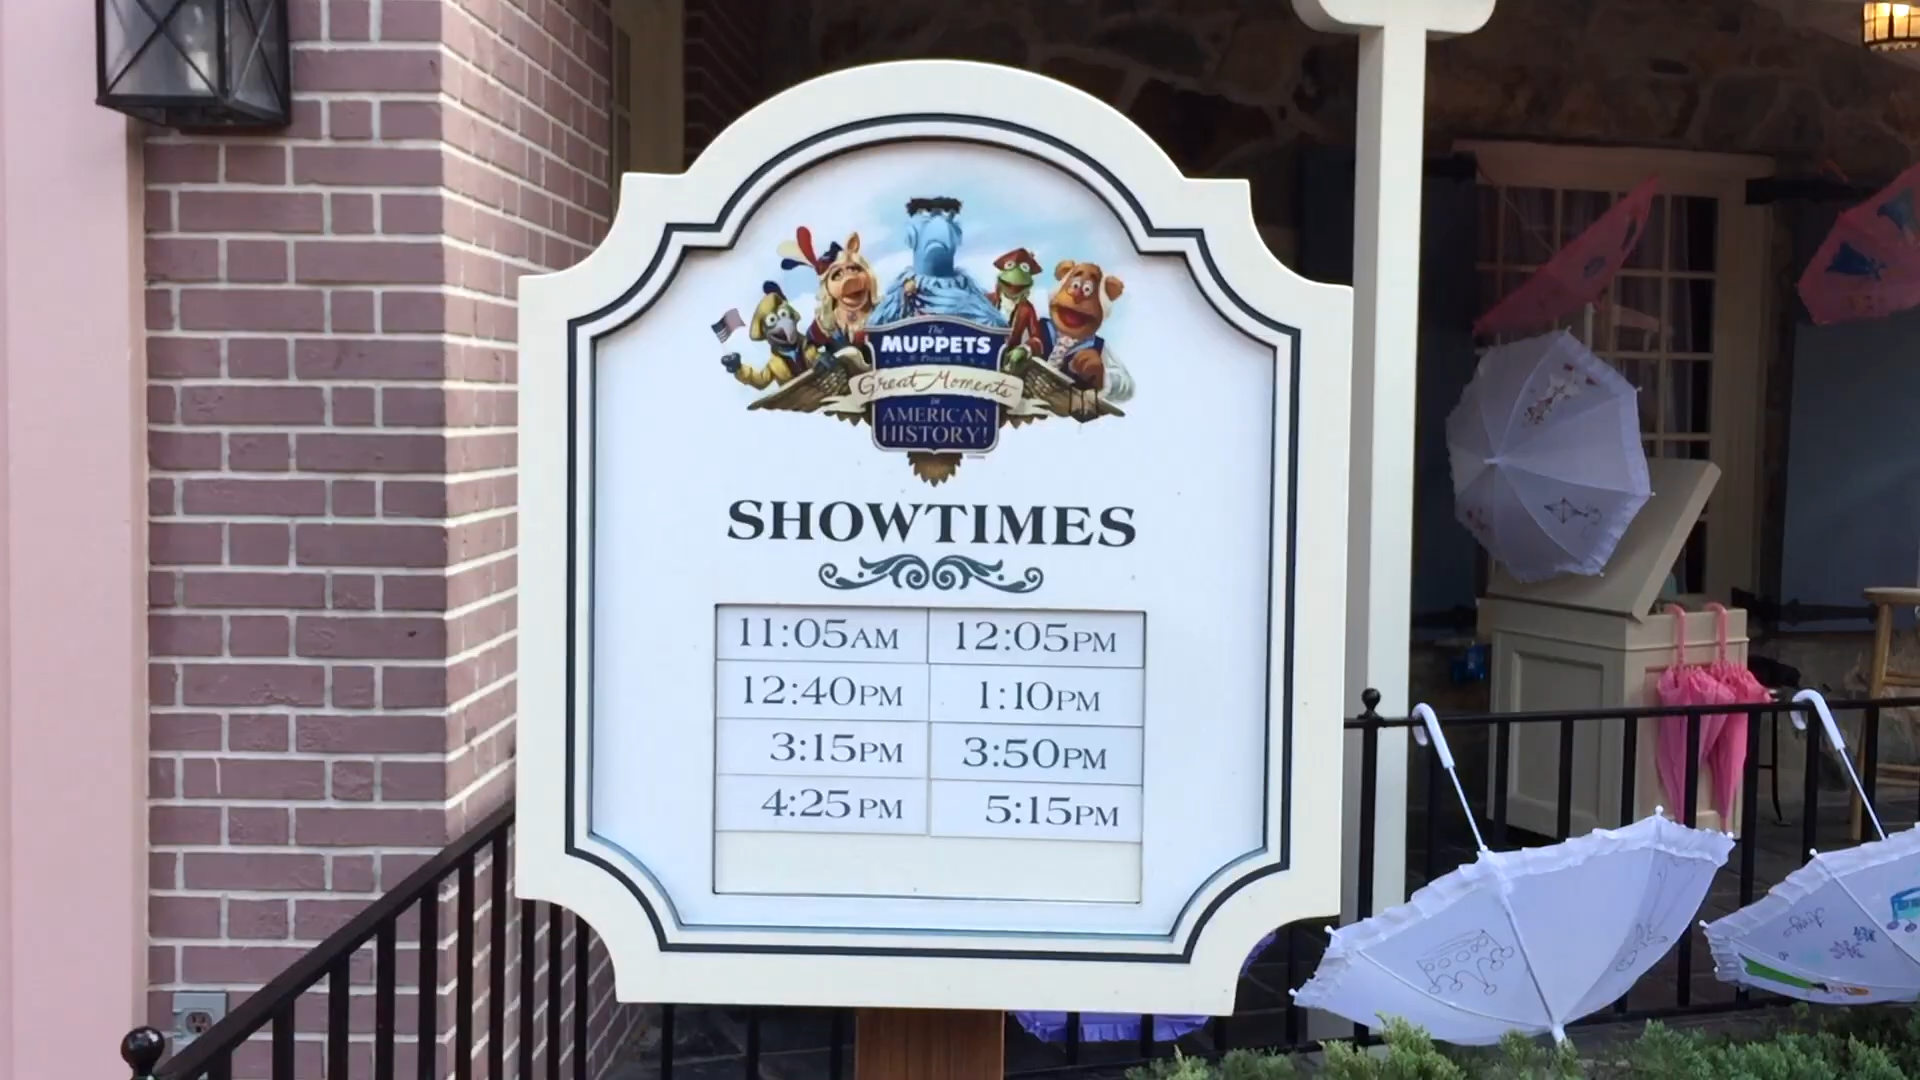 The
MUPPETS
Present
Great Moments
in
AMERICAN
HISTORY!
SHOWTIMES
11:05AM 12:05PM
12:40PM 1:10PM
3:15PM 3:50PM
4:25PM 5:15PM